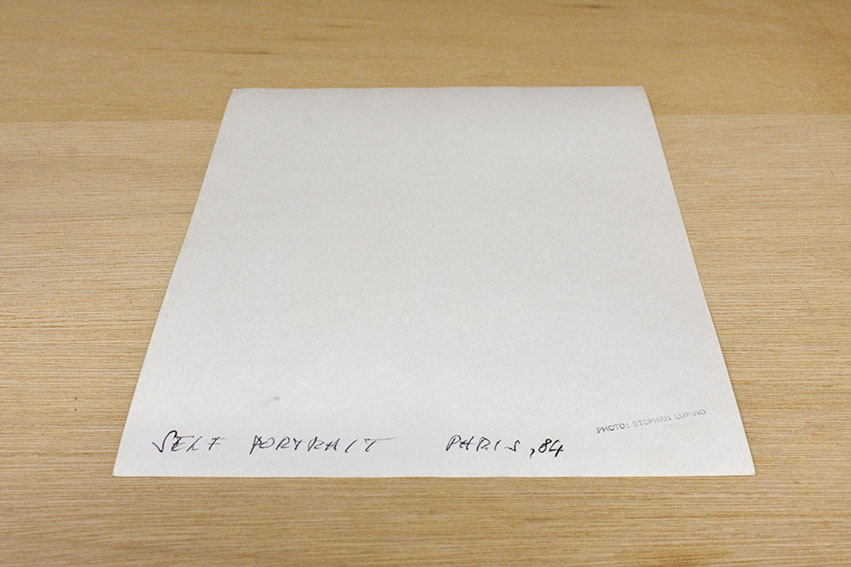 SELF PORTRAIT PARIS, 84
PHOTO: STEPHAN LUPINO